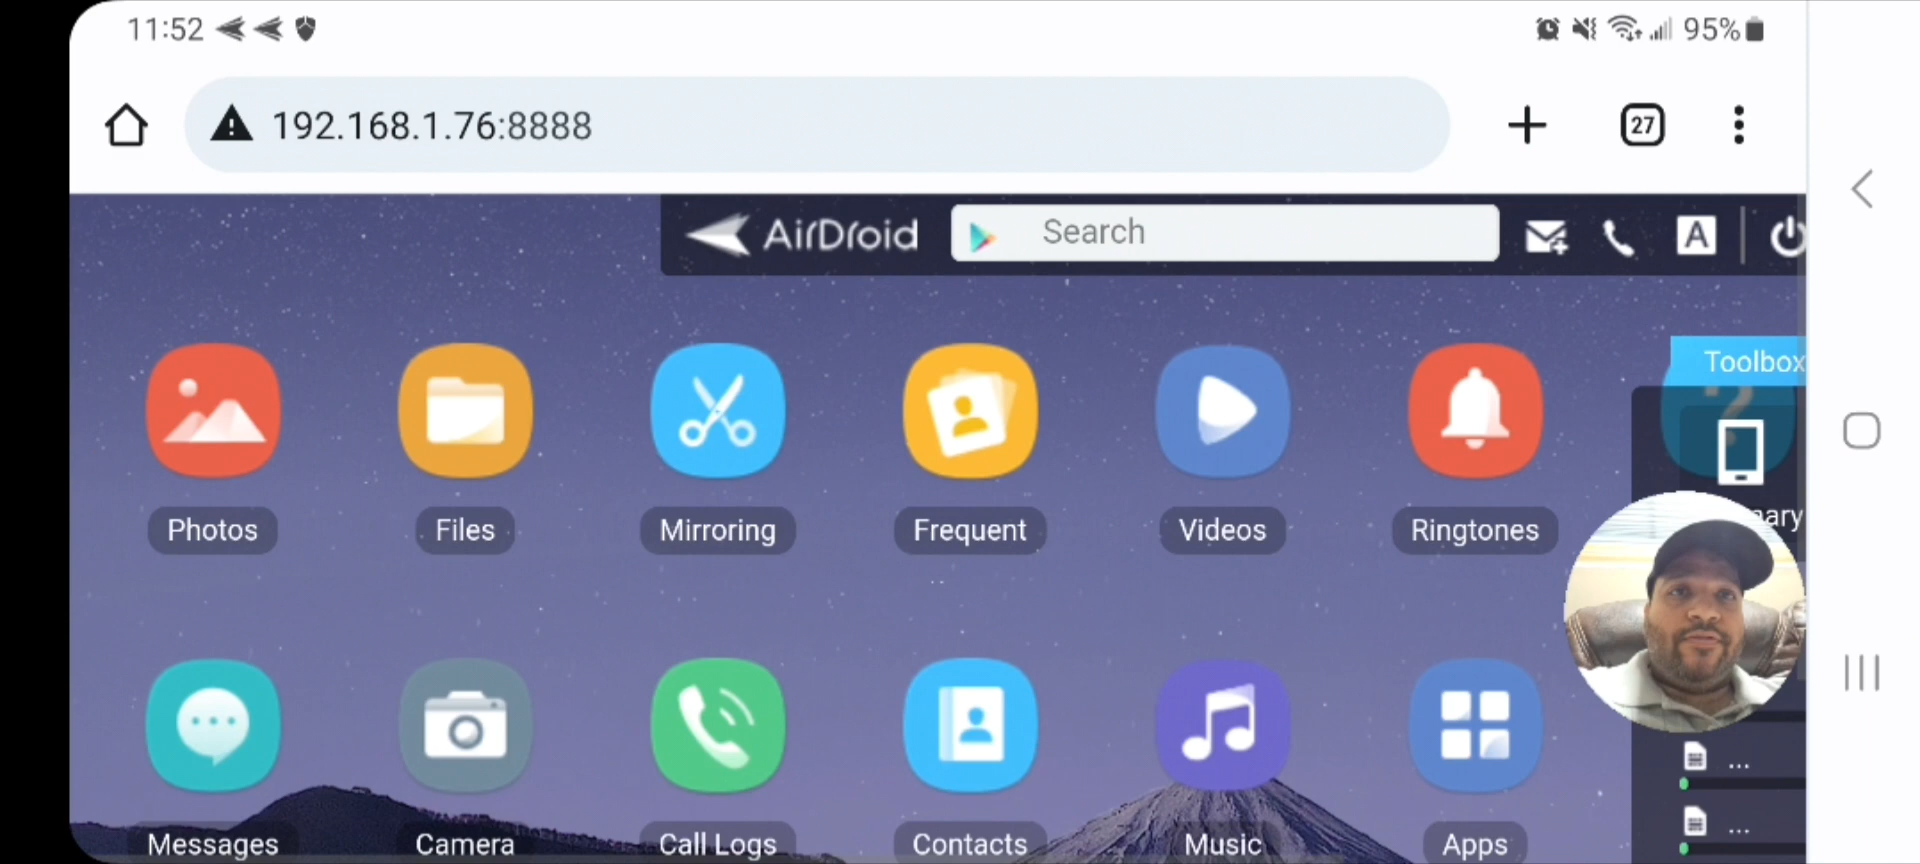 11:52
95%
192.168.1.76:8888
27
AirDroid
Search
A
Toolbox
Photos
Files
Mirroring
Frequent
Videos
Ringtones
Messages
Camera
Call Logs
Contacts
Music
Apps
...
...